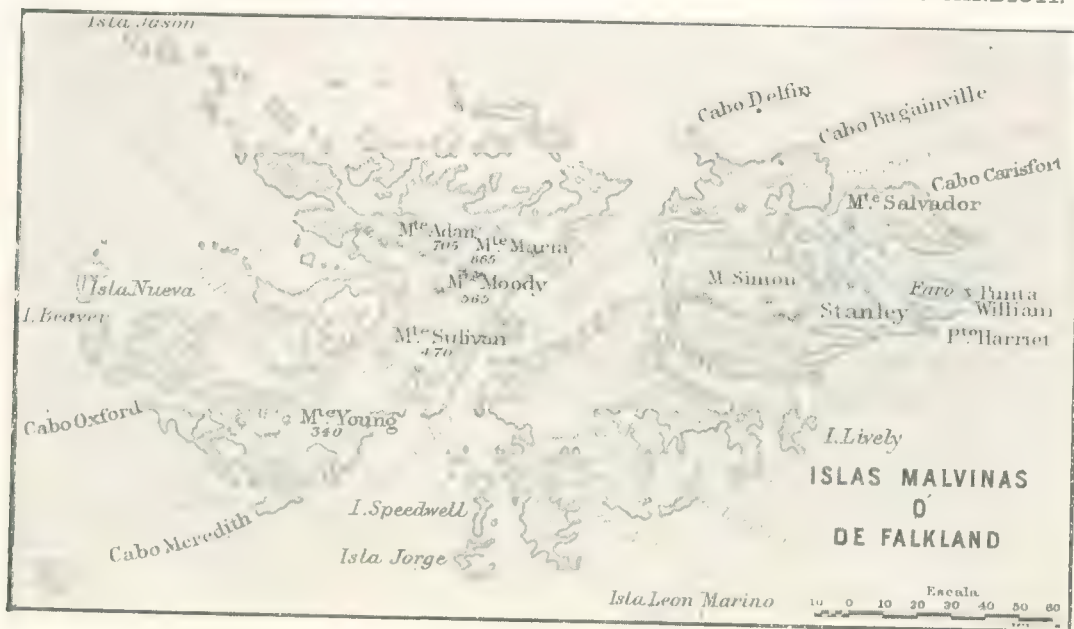 Isla Jason
Cabo Delfin
Cabo Bugainville
Cabo Carisfort
Mte. Salvador
Mte Adan
705
Mte Maria
665
Isla Nueva
Mte Moody
565
M. Simon
Faro
Punta
William
I. Beaver
Stanley
Pto Harriet
Mte Sulivan
470
Cabo Oxford
Mte Young
340
I. Lively
ISLAS MALVINAS
Ó
DE FALKLAND
I. Speedwell
Cabo Meredith
Isla Jorge
Isla Leon Marino
Escala
10 0 10 20 30 40 50 60